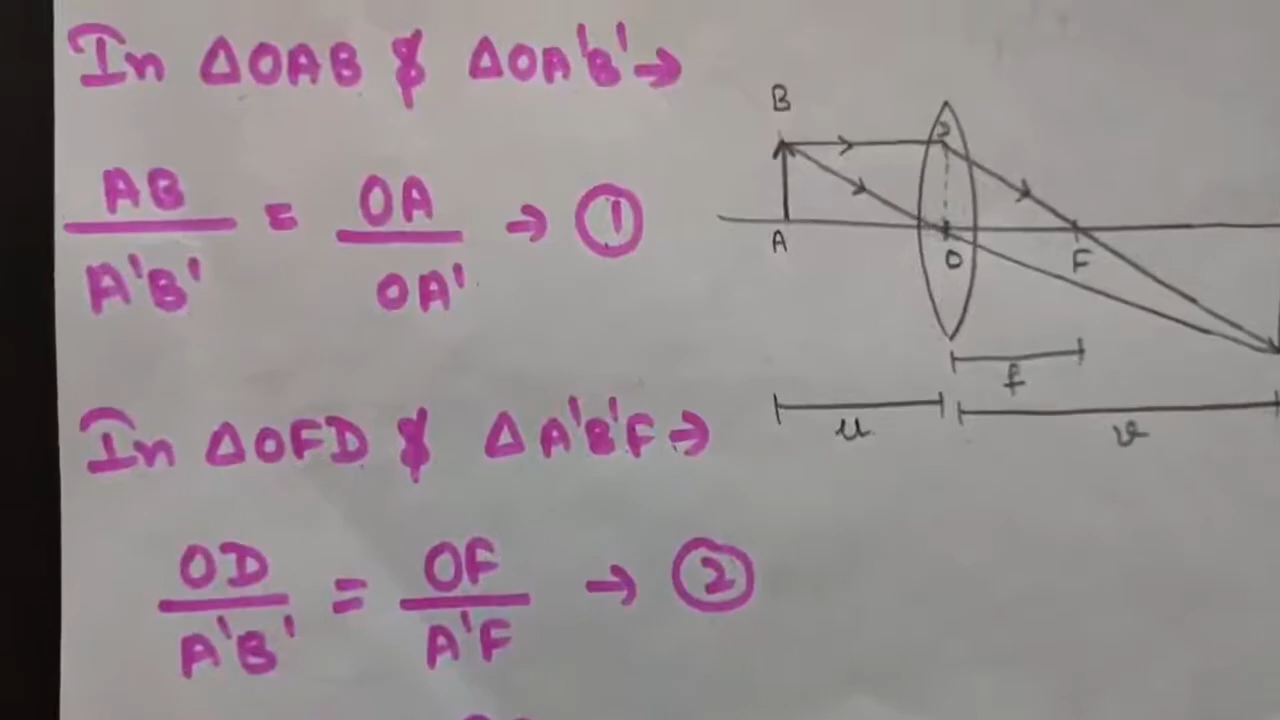 In ΔOAB & ΔOA'B' →
AB / A'B' = OA / OA' → ①
In ΔOFD & ΔA'B'F →
OD / A'B' = OF / A'F → ②
B
A
O
F
f
u
v